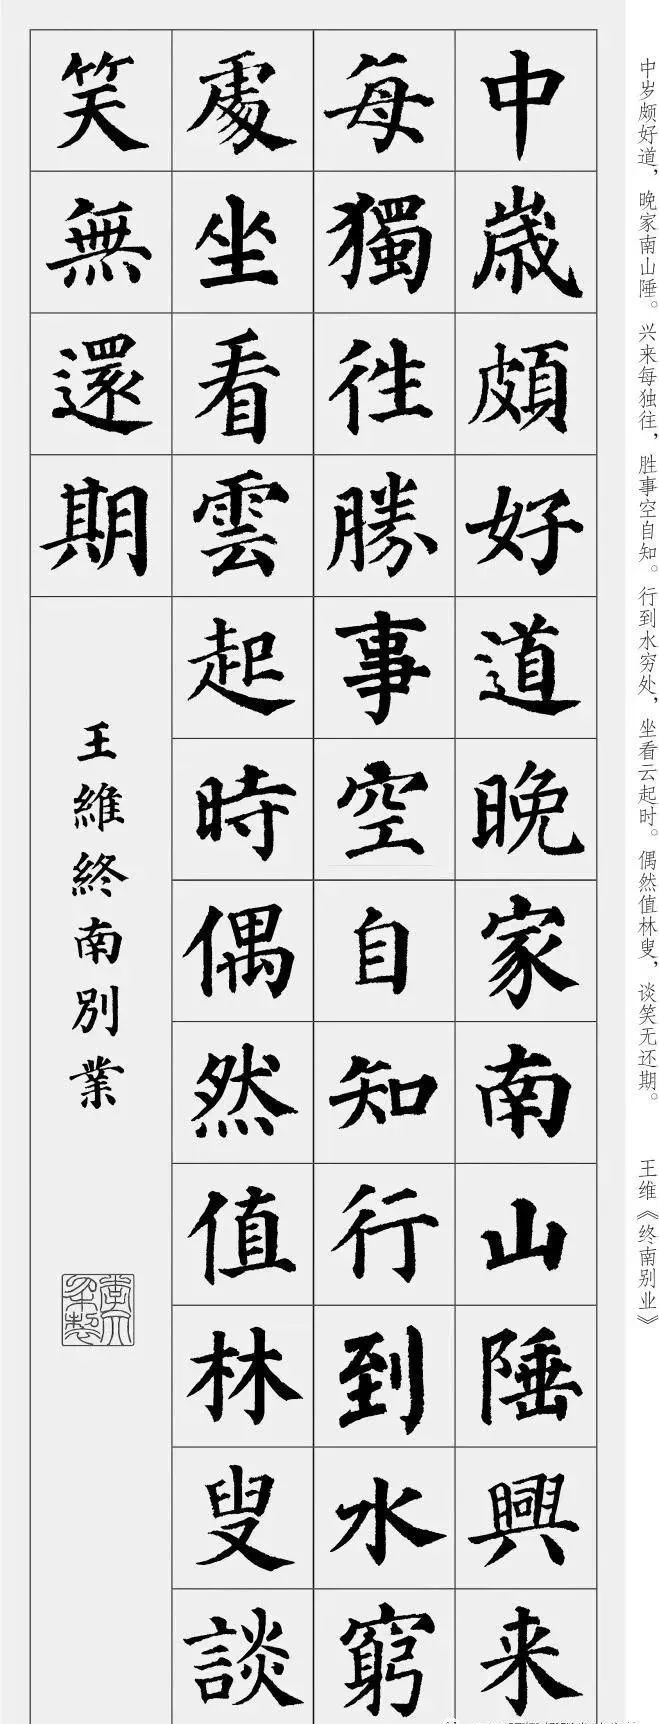 中歳頗好道晚家南山陲興来
每獨往勝事空自知行到水窮
處坐看雲起時偶然值林叟談
笑無還期
王維終南別業
中岁颇好道，晚家南山陲。兴来每独往，胜事空自知。行到水穷处，坐看云起时。偶然值林叟，谈笑无还期。 王维《终南别业》